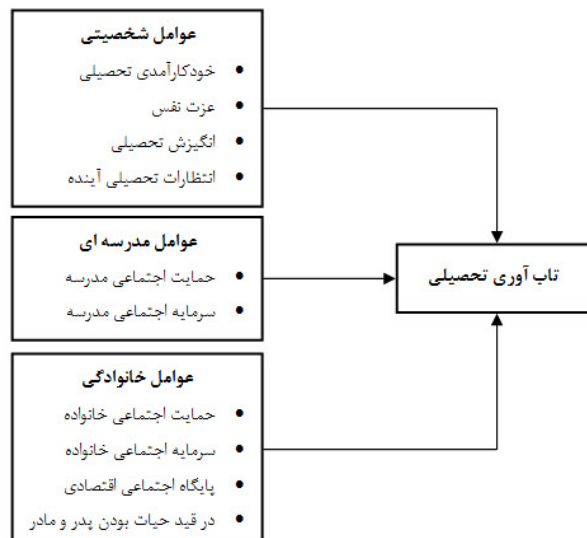 عوامل شخصیتی
• خودکارآمدی تحصیلی
• عزت نفس
• انگیزش تحصیلی
• انتظارات تحصیلی آینده
عوامل مدرسه ای
• حمایت اجتماعی مدرسه
• سرمایه اجتماعی مدرسه
تاب آوری تحصیلی
عوامل خانوادگی
• حمایت اجتماعی خانواده
• سرمایه اجتماعی خانواده
• پایگاه اجتماعی اقتصادی
• در قید حیات بودن پدر و مادر